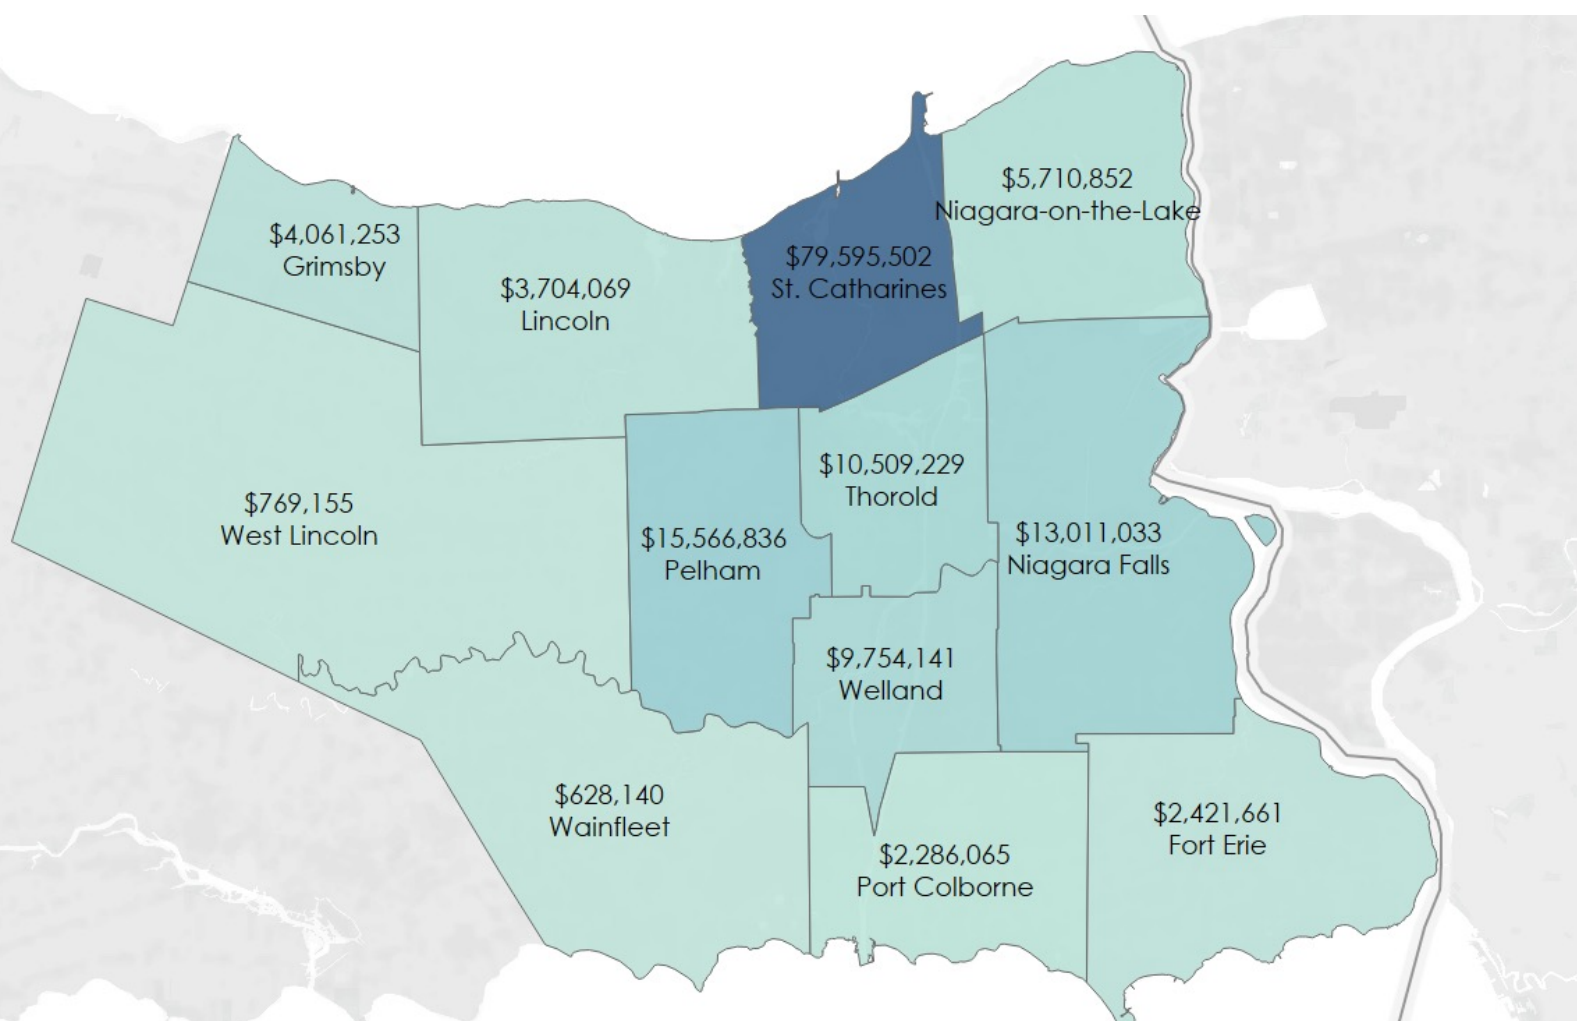 $5,710,852
Niagara-on-the-Lake
$4,061,253
Grimsby
$79,595,502
St. Catharines
$3,704,069
Lincoln
$10,509,229
Thorold
$769,155
West Lincoln
$15,566,836
Pelham
$13,011,033
Niagara Falls
$9,754,141
Welland
$628,140
Wainfleet
$2,421,661
Fort Erie
$2,286,065
Port Colborne